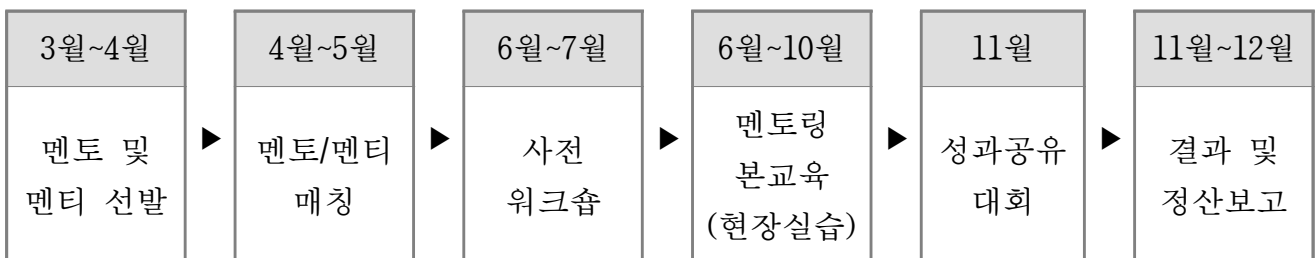 3월~4월
멘토 및
멘티 선발
▶
4월~5월
멘토/멘티
매칭
▶
6월~7월
사전
워크숍
▶
6월~10월
멘토링
본교육
(현장실습)
▶
11월
성과공유
대회
▶
11월~12월
결과 및
정산보고